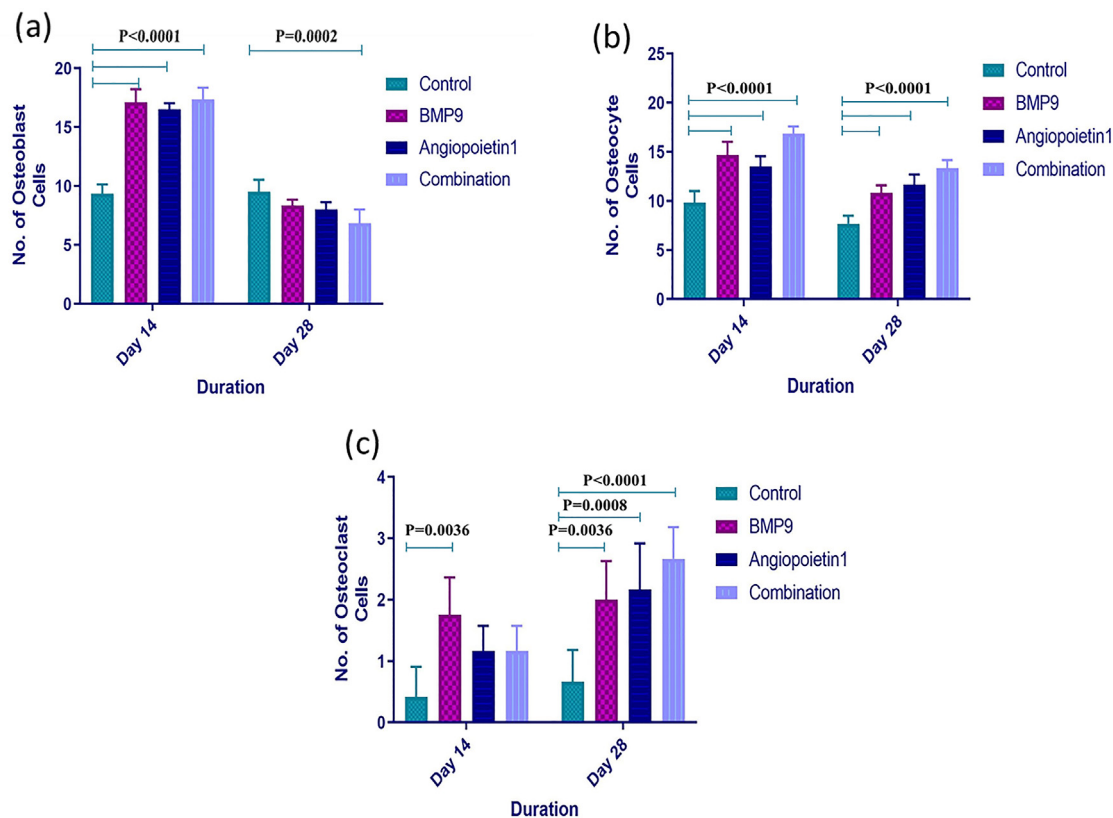 (a)
P<0.0001
P=0.0002
20
15
10
5
0
No. of Osteoblast
Cells
Day 14
Day 28
Duration
Control
BMP9
Angiopoietin1
Combination
(b)
P<0.0001
P<0.0001
25
20
15
10
5
0
No. of Osteocyte
Cells
Day 14
Day 28
Duration
Control
BMP9
Angiopoietin1
Combination
(c)
P<0.0001
P=0.0008
P=0.0036
P=0.0036
4
3
2
1
0
No. of Osteoclast
Cells
Day 14
Day 28
Duration
Control
BMP9
Angiopoietin1
Combination